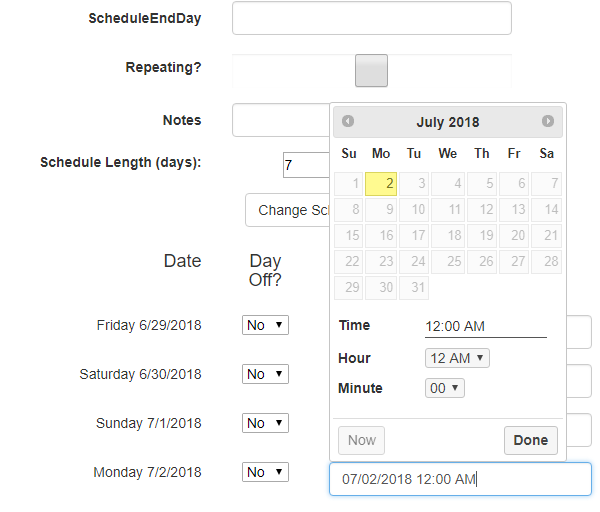 ScheduleEndDay
Repeating?
Notes
Schedule Length (days):
7
Change Sc
Date
Day
Off?
Friday 6/29/2018
No
Saturday 6/30/2018
No
Sunday 7/1/2018
No
Monday 7/2/2018
No
July 2018
Su Mo Tu We Th Fr Sa
1 2 3 4 5 6 7
8 9 10 11 12 13 14
15 16 17 18 19 20 21
22 23 24 25 26 27 28
29 30 31
Time 12:00 AM
Hour 12 AM
Minute 00
Now Done
07/02/2018 12:00 AM